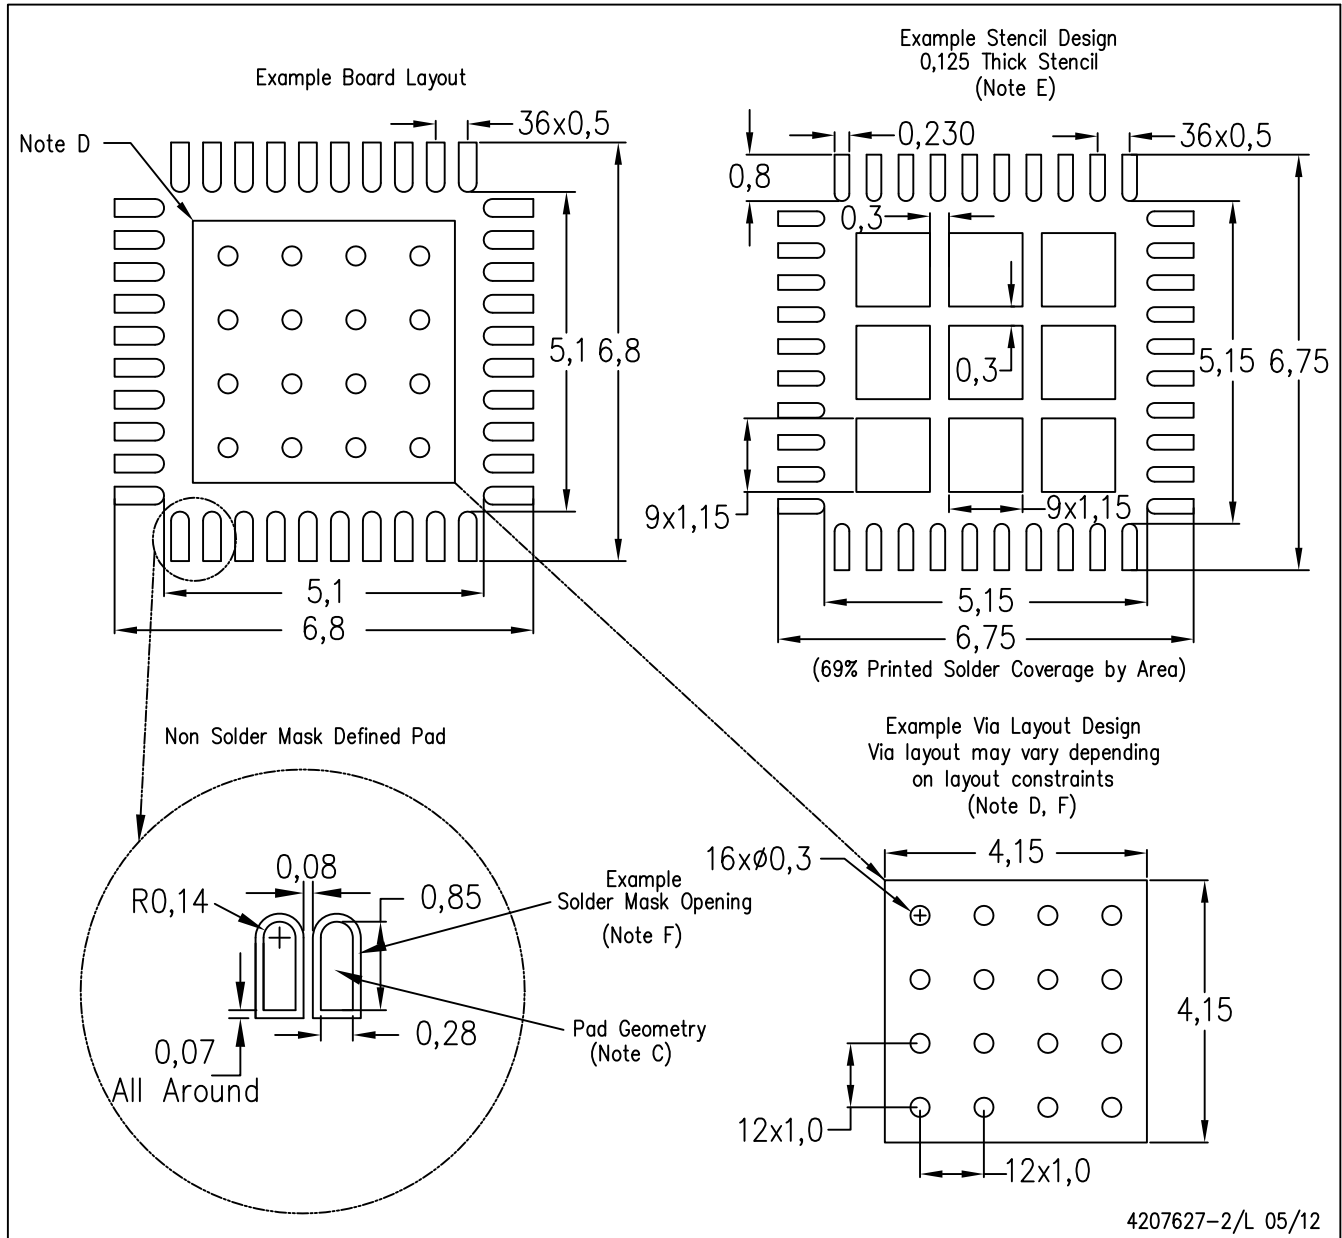 Example Board Layout
Note D
36x0,5
5,1
6,8
5,1
6,8
Example Stencil Design
0,125 Thick Stencil
(Note E)
0,230
36x0,5
0,8
0,3
0,3
5,15
6,75
9x1,15
9x1,15
5,15
6,75
(69% Printed Solder Coverage by Area)
Non Solder Mask Defined Pad
0,08
R0,14
0,85
Example
Solder Mask Opening
(Note F)
0,28
Pad Geometry
(Note C)
0,07
All Around
Example Via Layout Design
Via layout may vary depending
on layout constraints
(Note D, F)
16xø0,3
4,15
4,15
12x1,0
12x1,0
4207627-2/L 05/12